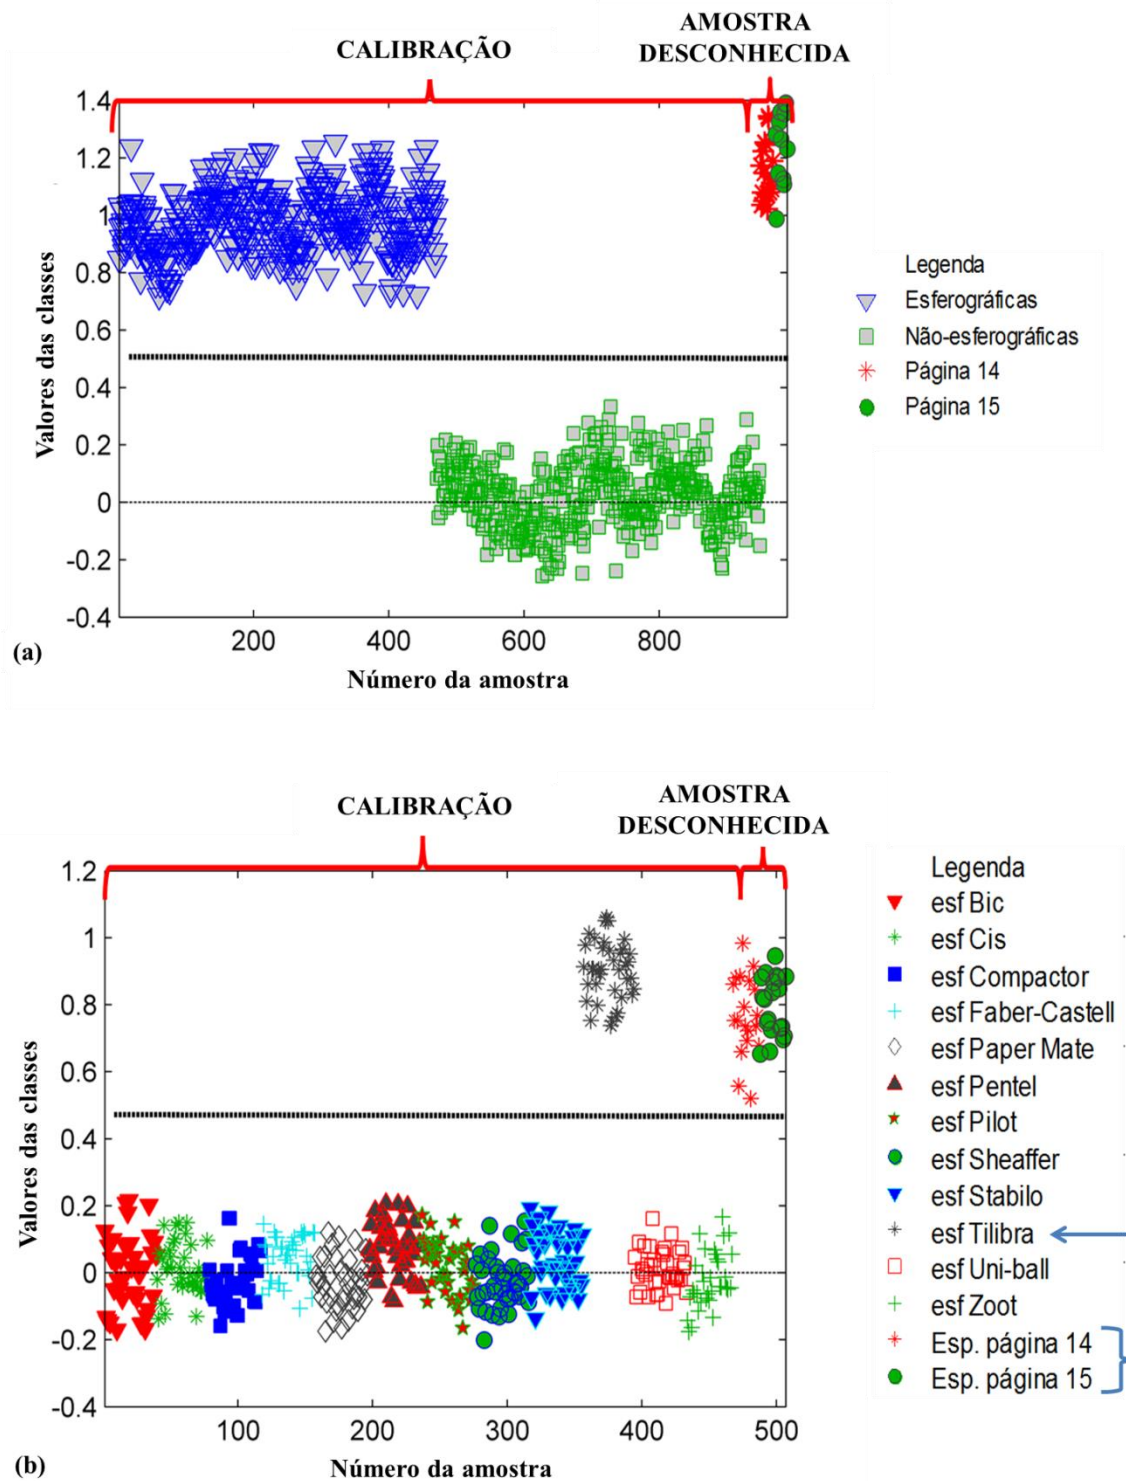 CALIBRAÇÃO
AMOSTRA
DESCONHECIDA
1.4
1.2
1
0.8
0.6
0.4
0.2
0
-0.2
-0.4
Valores das classes
200
400
600
800
Número da amostra
(a)
Legenda
Esferográficas
Não-esferográficas
Página 14
Página 15
CALIBRAÇÃO
AMOSTRA
DESCONHECIDA
1.2
1
0.8
0.6
0.4
0.2
0
-0.2
-0.4
Valores das classes
100
200
300
400
500
Número da amostra
(b)
Legenda
esf Bic
esf Cis
esf Compactor
esf Faber-Castell
esf Paper Mate
esf Pentel
esf Pilot
esf Sheaffer
esf Stabilo
esf Tilibra
esf Uni-ball
esf Zoot
Esp. página 14
Esp. página 15